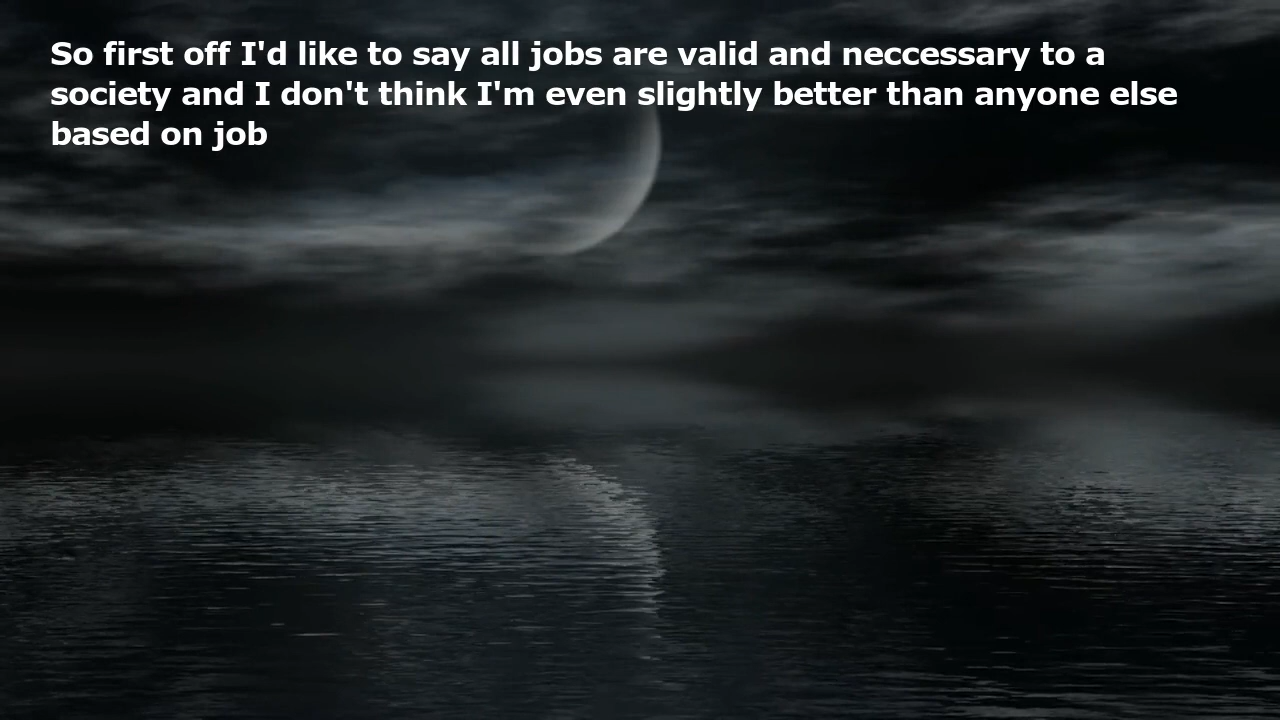 So first off I'd like to say all jobs are valid and neccessary to a
society and I don't think I'm even slightly better than anyone else
based on job